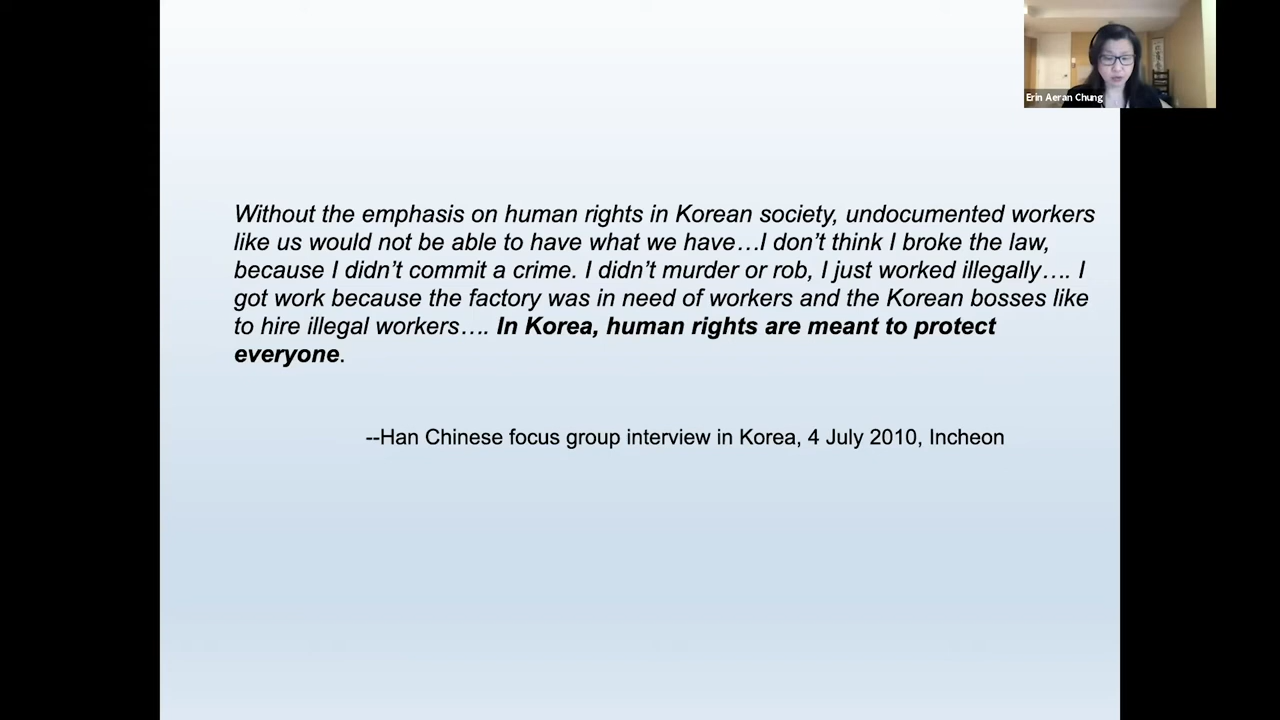 Erin Aeran Chung
Without the emphasis on human rights in Korean society, undocumented workers
like us would not be able to have what we have…I don’t think I broke the law,
because I didn’t commit a crime. I didn’t murder or rob, I just worked illegally…. I
got work because the factory was in need of workers and the Korean bosses like
to hire illegal workers…. In Korea, human rights are meant to protect
everyone.
--Han Chinese focus group interview in Korea, 4 July 2010, Incheon